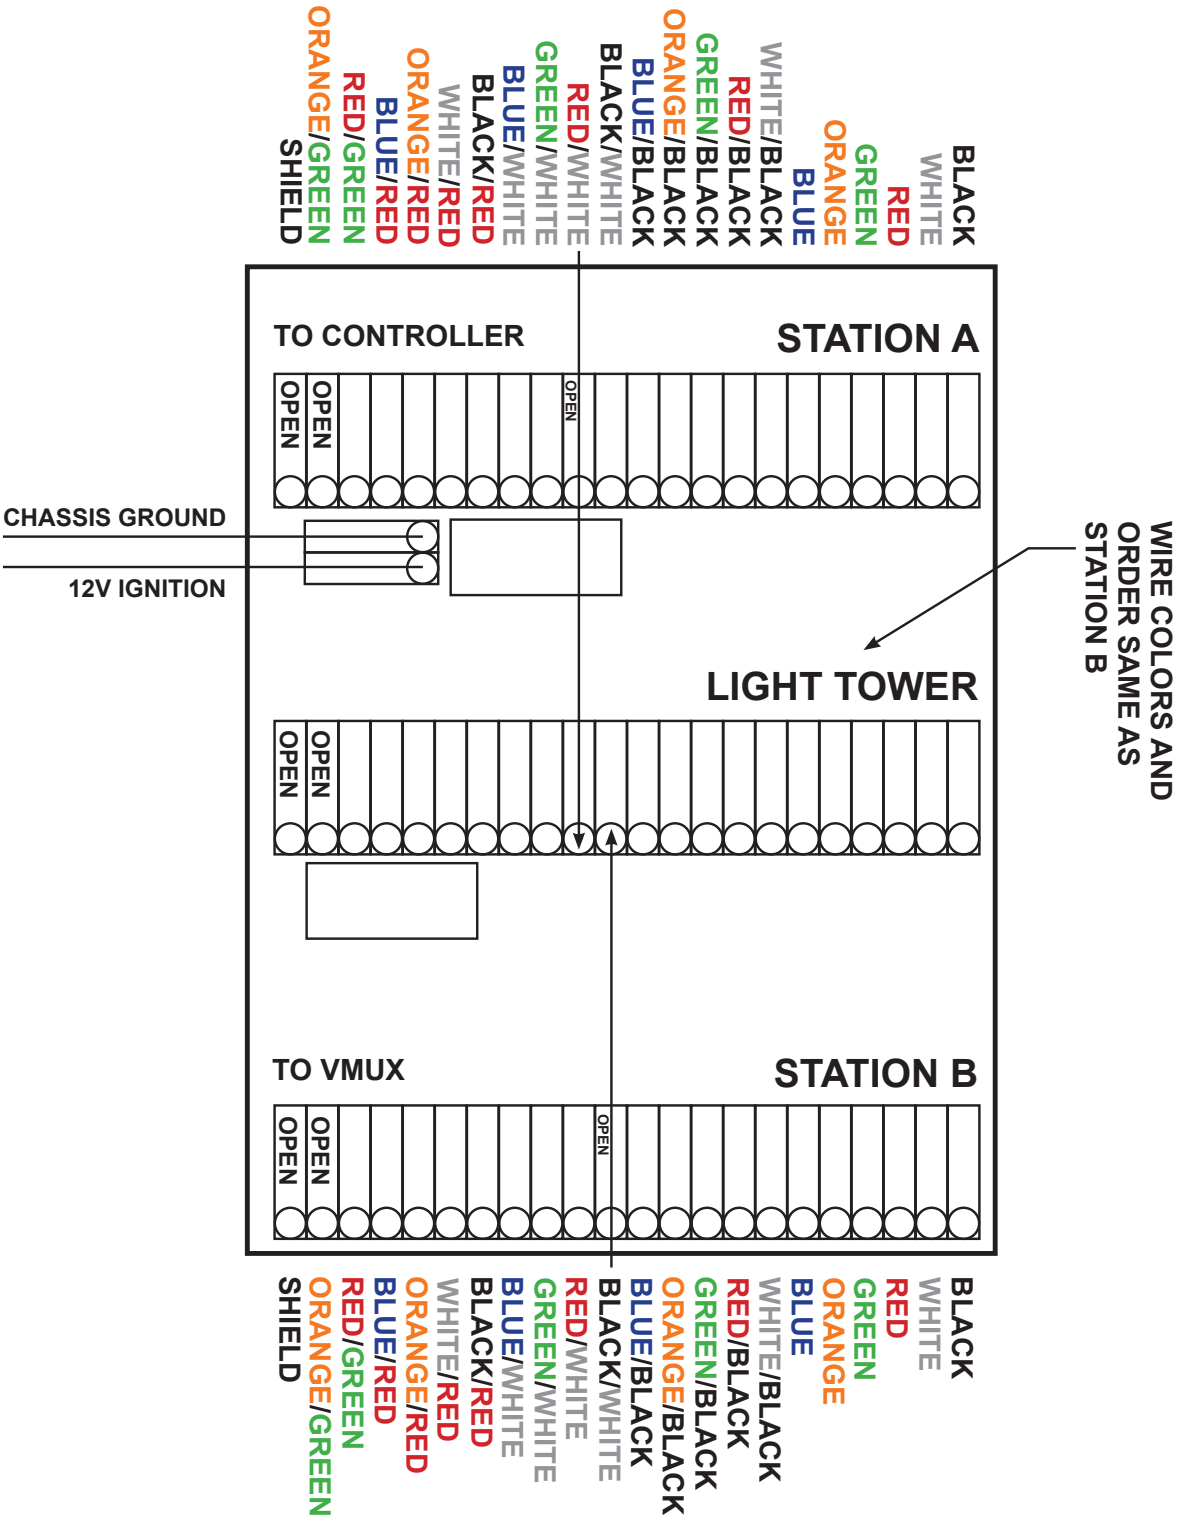 SHIELD
ORANGE/GREEN
RED/GREEN
BLUE/RED
ORANGE/RED
WHITE/RED
BLACK/RED
BLUE/WHITE
GREEN/WHITE
RED/WHITE
BLACK/WHITE
BLUE/BLACK
ORANGE/BLACK
GREEN/BLACK
RED/BLACK
WHITE/BLACK
BLUE
ORANGE
GREEN
RED
WHITE
BLACK
TO CONTROLLER
STATION A
OPEN
OPEN
OPEN
CHASSIS GROUND
12V IGNITION
WIRE COLORS AND
ORDER SAME AS
STATION B
LIGHT TOWER
OPEN
OPEN
TO VMUX
STATION B
OPEN
OPEN
OPEN
SHIELD
ORANGE/GREEN
RED/GREEN
BLUE/RED
ORANGE/RED
WHITE/RED
BLACK/RED
BLUE/WHITE
GREEN/WHITE
RED/WHITE
BLACK/WHITE
BLUE/BLACK
ORANGE/BLACK
GREEN/BLACK
RED/BLACK
WHITE/BLACK
BLUE
ORANGE
GREEN
RED
WHITE
BLACK